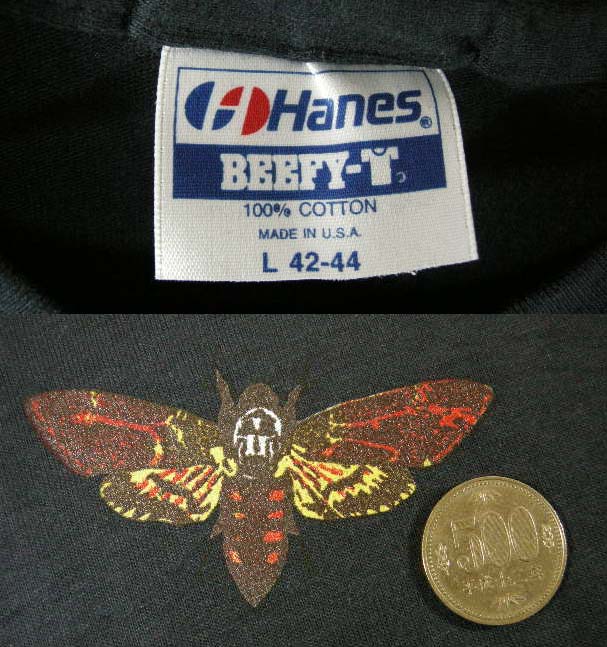 Hanes®
BEEFY-T
100% COTTON
MADE IN U.S.A.
L 42-44
500